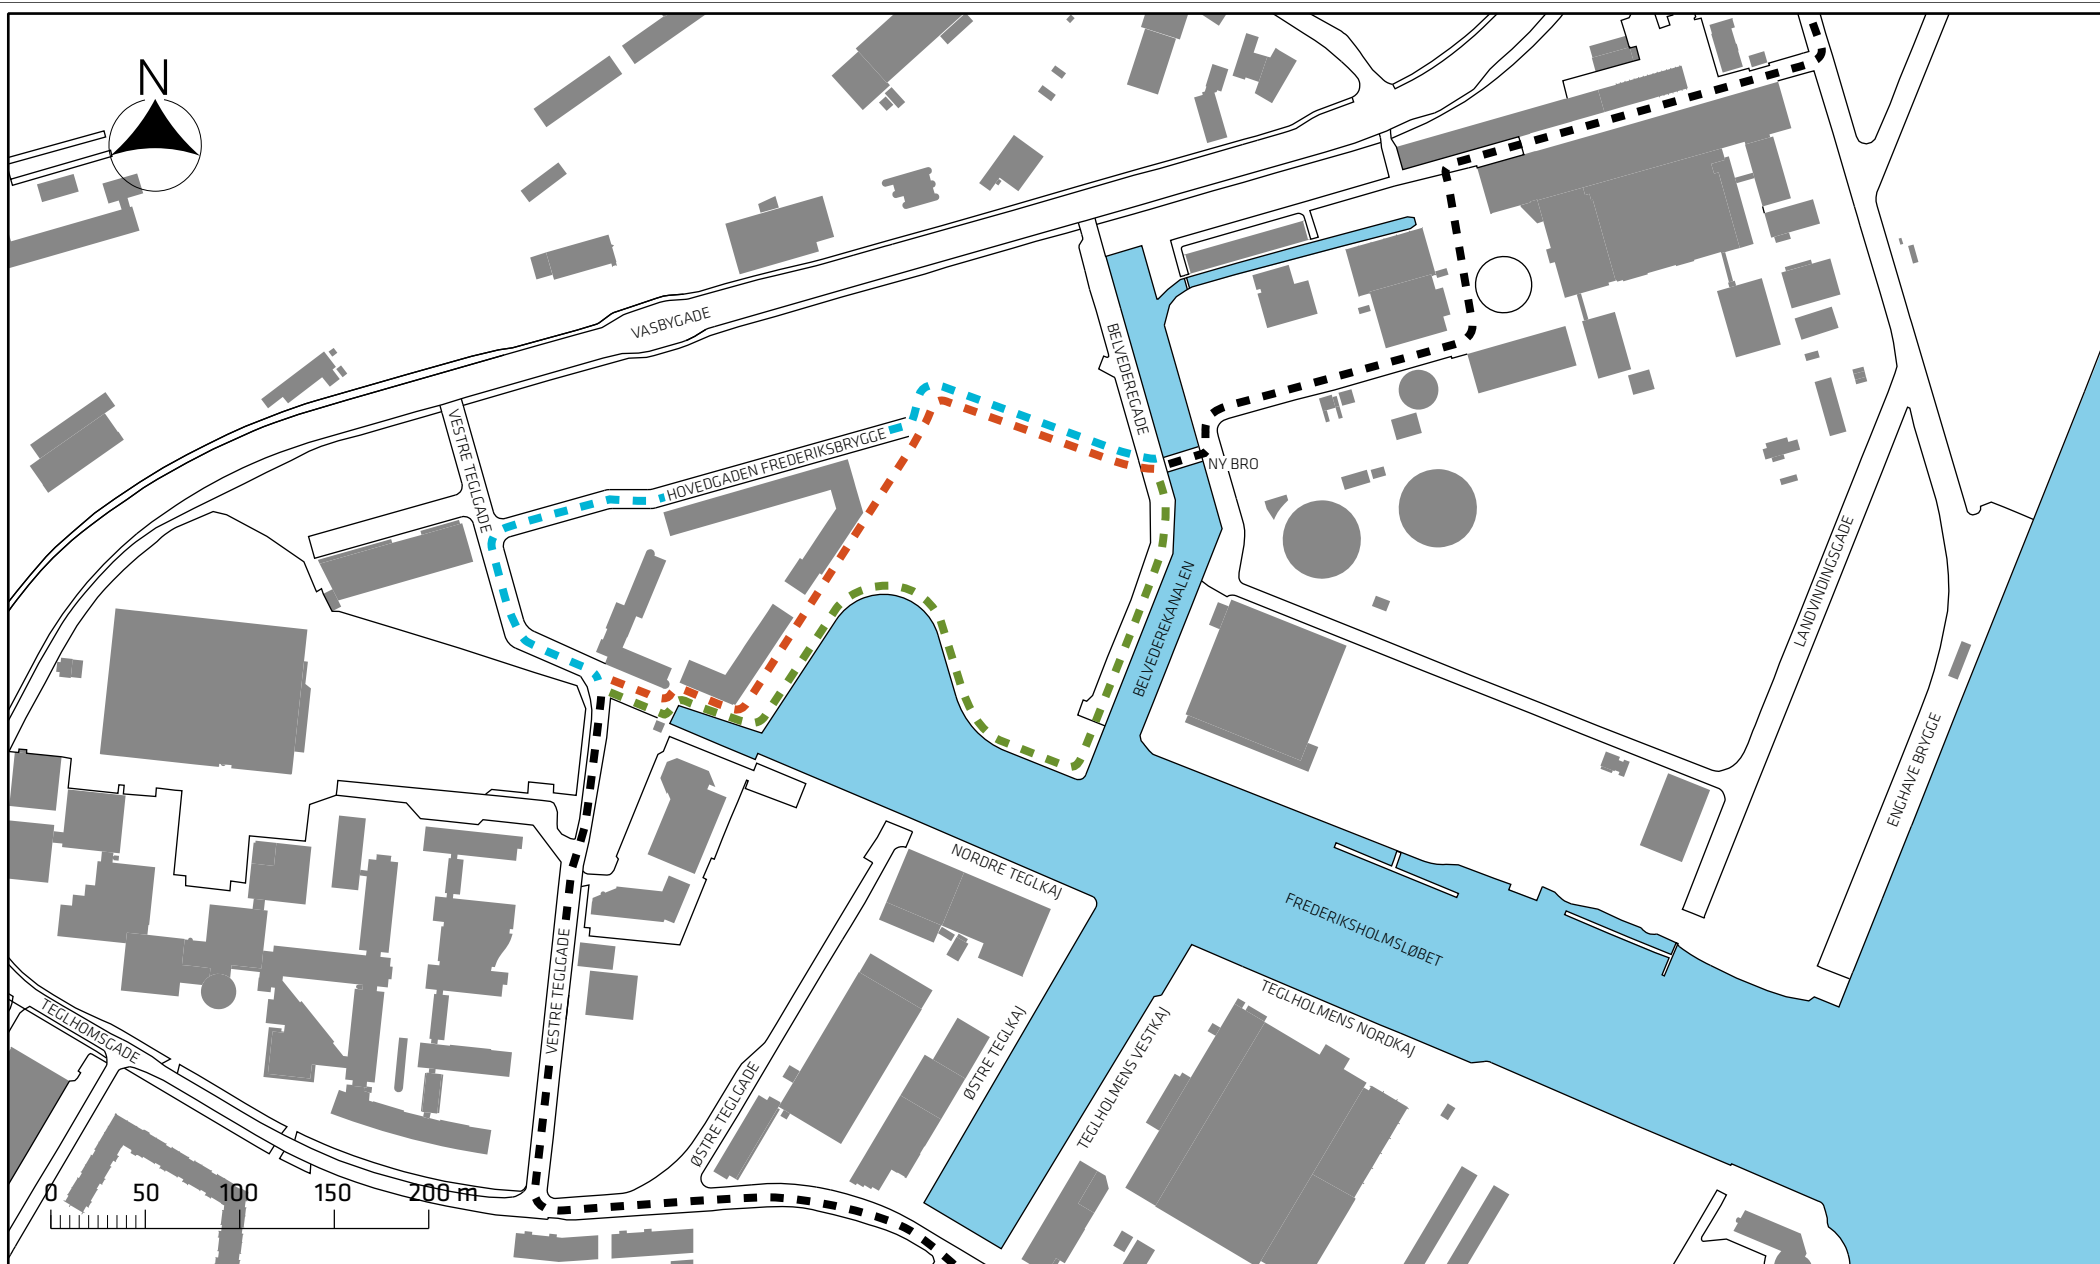 N
VASBYGADE
BELVEDEREGADE
VESTRE TEGLGADE
HOVEDGADEN FREDERIKSBRYGGE
NY BRO
BELVEDEREKANALEN
LANDVINDINGSGADE
ENGHAVE BRYGGE
NORDRE TEGLKAJ
FREDERIKSHOLMSLØBET
VESTRE TEGLGADE
TEGLHOMSGADE
ØSTRE TEGLGADE
ØSTRE TEGLKAJ
TEGLHOLMENS VESTKAJ
TEGLHOLMENS NORDKAJ
0 50 100 150 200 m